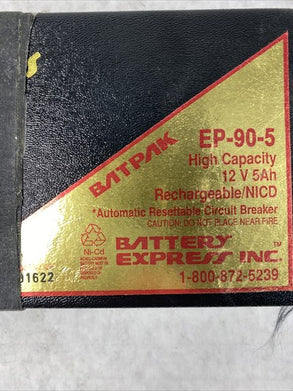 BATPAK
EP-90-5
High Capacity
12 V 5Ah
Rechargeable/NICD
*Automatic Resettable Circuit Breaker
CAUTION: DO NOT PLACE NEAR FIRE
Ni-Cd
BATTERY™
EXPRESS INC.
1-800-872-5239
01622